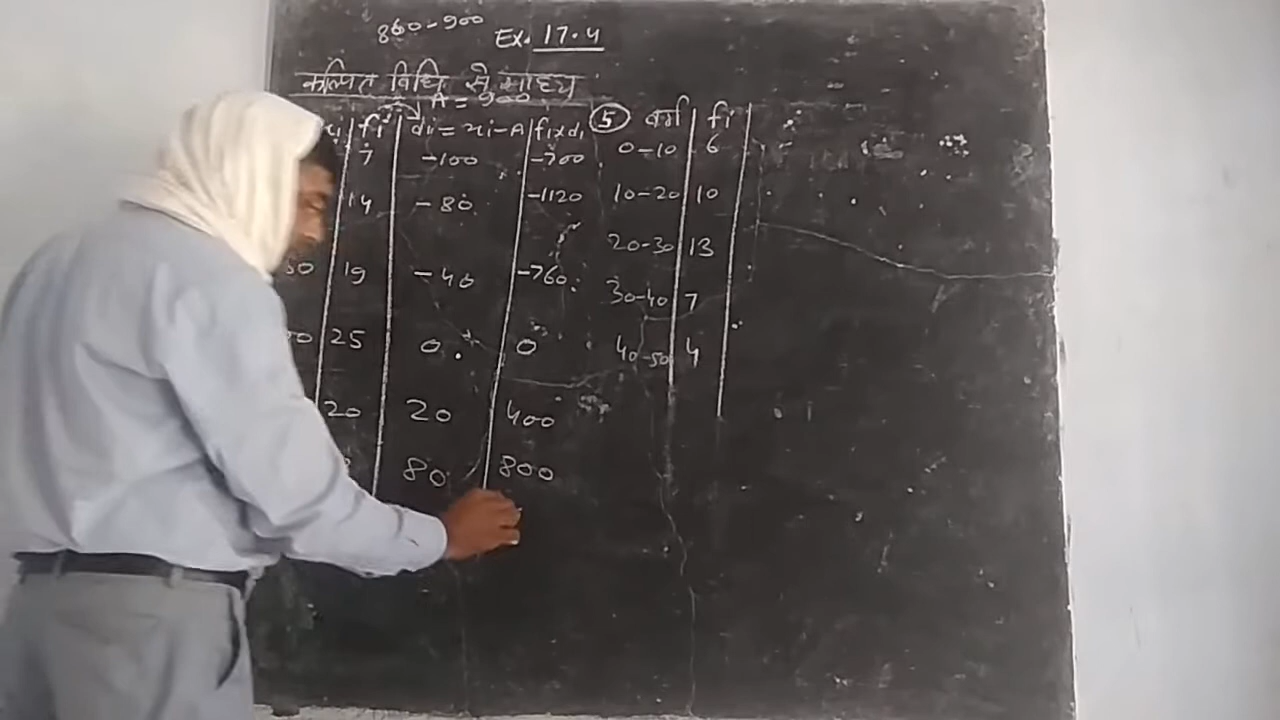 860-900
Ex. 17.4
कल्पित विधि से माध्य
A = 900
xi fi di = xi-A fi×di
7 -100 -700
14 -80 -1120
19 -40 -760
25 0 0
20 20 400
80 800
5 वर्ग fi
0-10 6
10-20 10
20-30 13
30-40 7
40-50 4